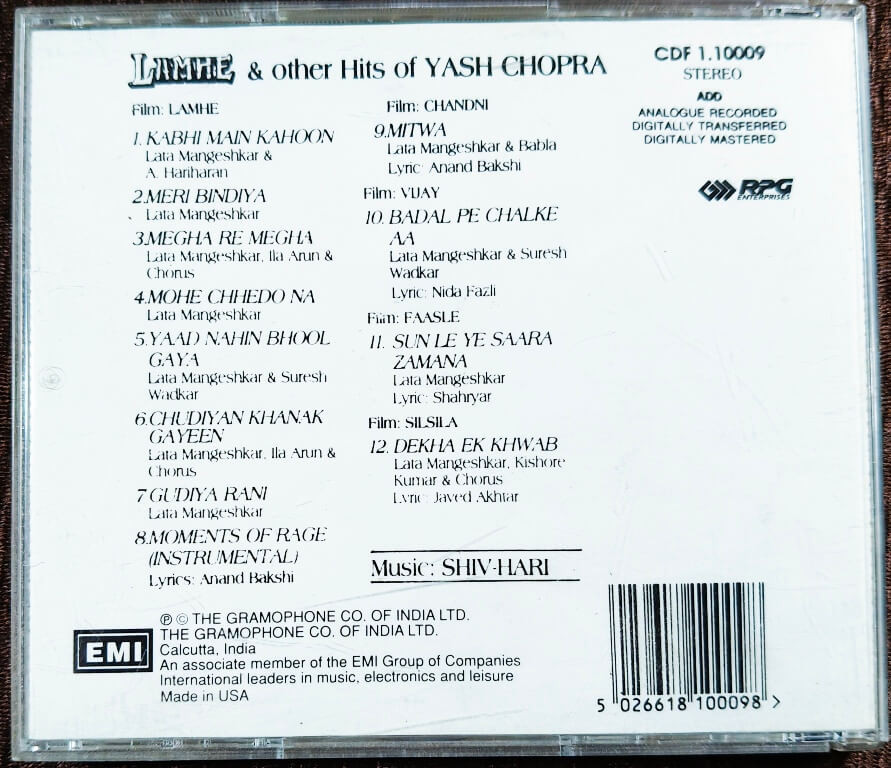 LAMHE & other Hits of YASH CHOPRA
Film: LAMHE
1. KABHI MAIN KAHOON
Lata Mangeshkar &
A. Hariharan
2. MERI BINDIYA
Lata Mangeshkar
3. MEGHA RE MEGHA
Lata Mangeshkar, Ila Arun &
Chorus
4. MOHE CHHEDO NA
Lata Mangeshkar
5. YAAD NAHIN BHOOL
GAYA
Lata Mangeshkar & Suresh
Wadkar
6. CHUDIYAN KHANAK
GAYEEN
Lata Mangeshkar, Ila Arun &
Chorus
7 GUDIYA RANI
Lata Mangeshkar
8. MOMENTS OF RAGE
(INSTRUMENTAL)
Lyrics: Anand Bakshi
Film: CHANDNI
9. MITWA
Lata Mangeshkar & Babla
Lyric: Anand Bakshi
Film: VIJAY
10. BADAL PE CHALKE
AA
Lata Mangeshkar & Suresh
Wadkar
Lyric: Nida Fazli
Film: FAASLE
11. SUN LE YE SAARA
ZAMANA
Lata Mangeshkar
Lyric: Shahryar
Film: SILSILA
12. DEKHA EK KHWAB
Lata Mangeshkar, Kishore
Kumar & Chorus
Lyric: Javed Akhtar
Music: SHIV-HARI
CDF 1.10009
STEREO
ADD
ANALOGUE RECORDED
DIGITALLY TRANSFERRED
DIGITALLY MASTERED
RPG
ENTERPRISES
EMI
℗ © THE GRAMOPHONE CO. OF INDIA LTD.
THE GRAMOPHONE CO. OF INDIA LTD.
Calcutta, India
An associate member of the EMI Group of Companies
International leaders in music, electronics and leisure
Made in USA
5 026618 100098 >